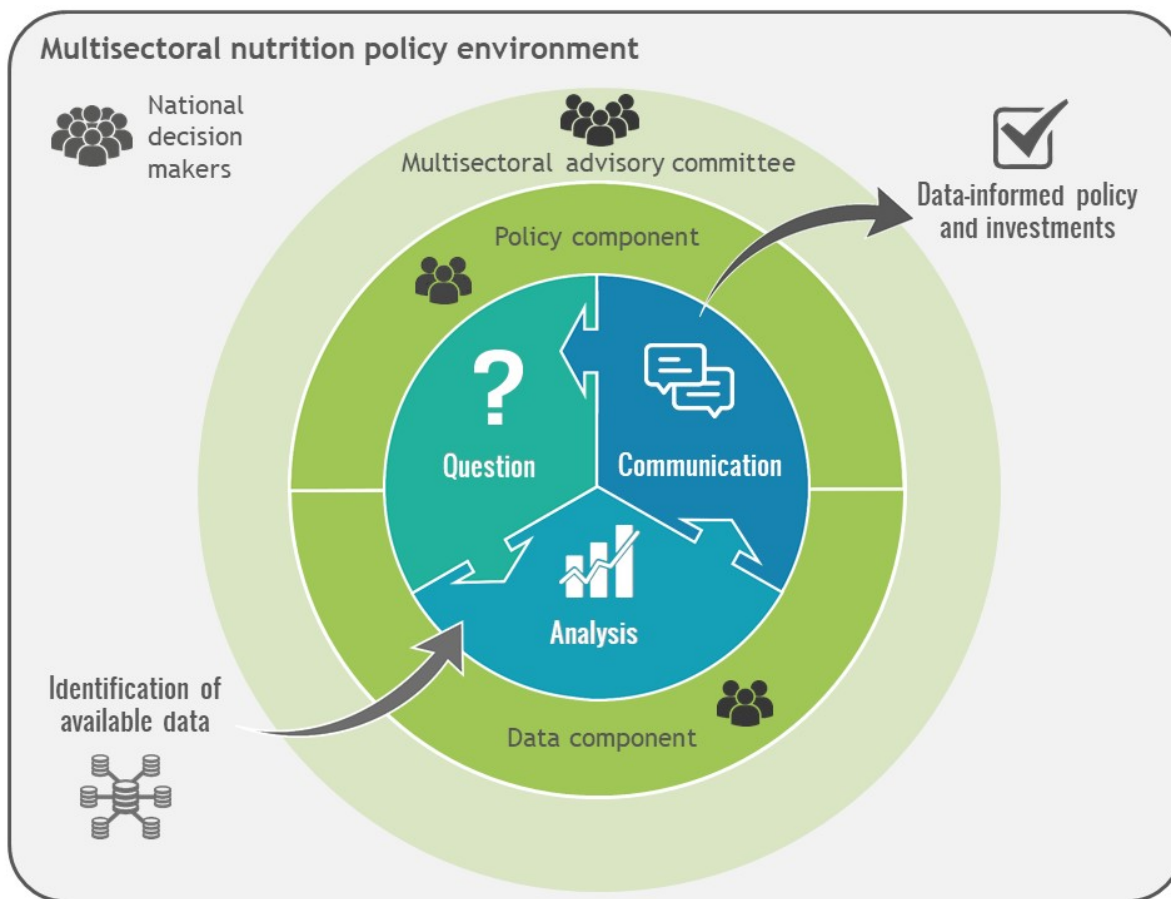 Multisectoral nutrition policy environment
National
decision
makers
Multisectoral advisory committee
Data-informed policy
and investments
Policy component
?
Question
Communication
Analysis
Identification of
available data
Data component